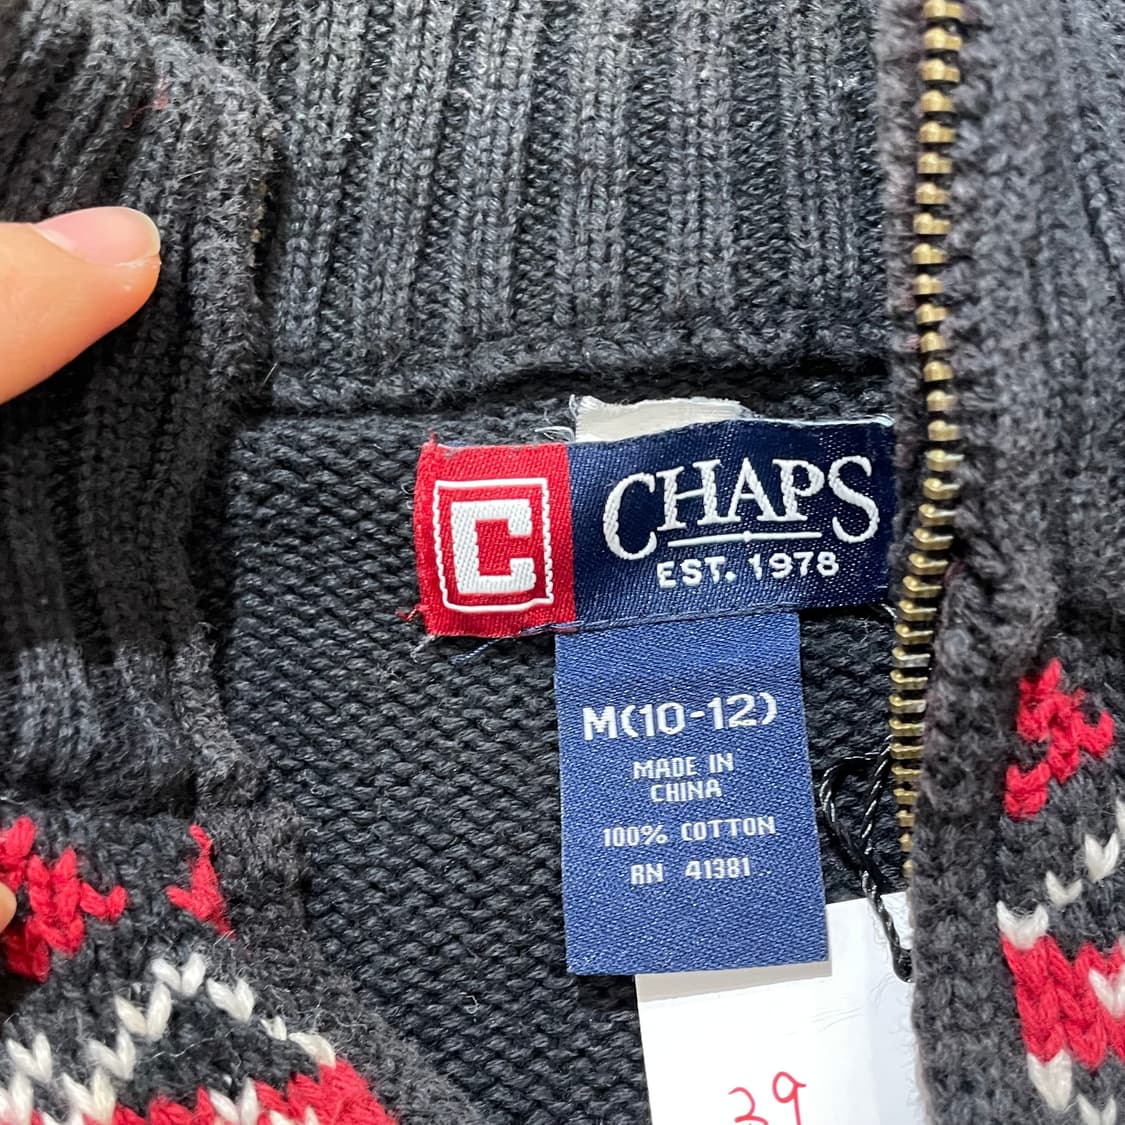 C
CHAPS
EST. 1978
M(10-12)
MADE IN
CHINA
100% COTTON
RN 41381
39